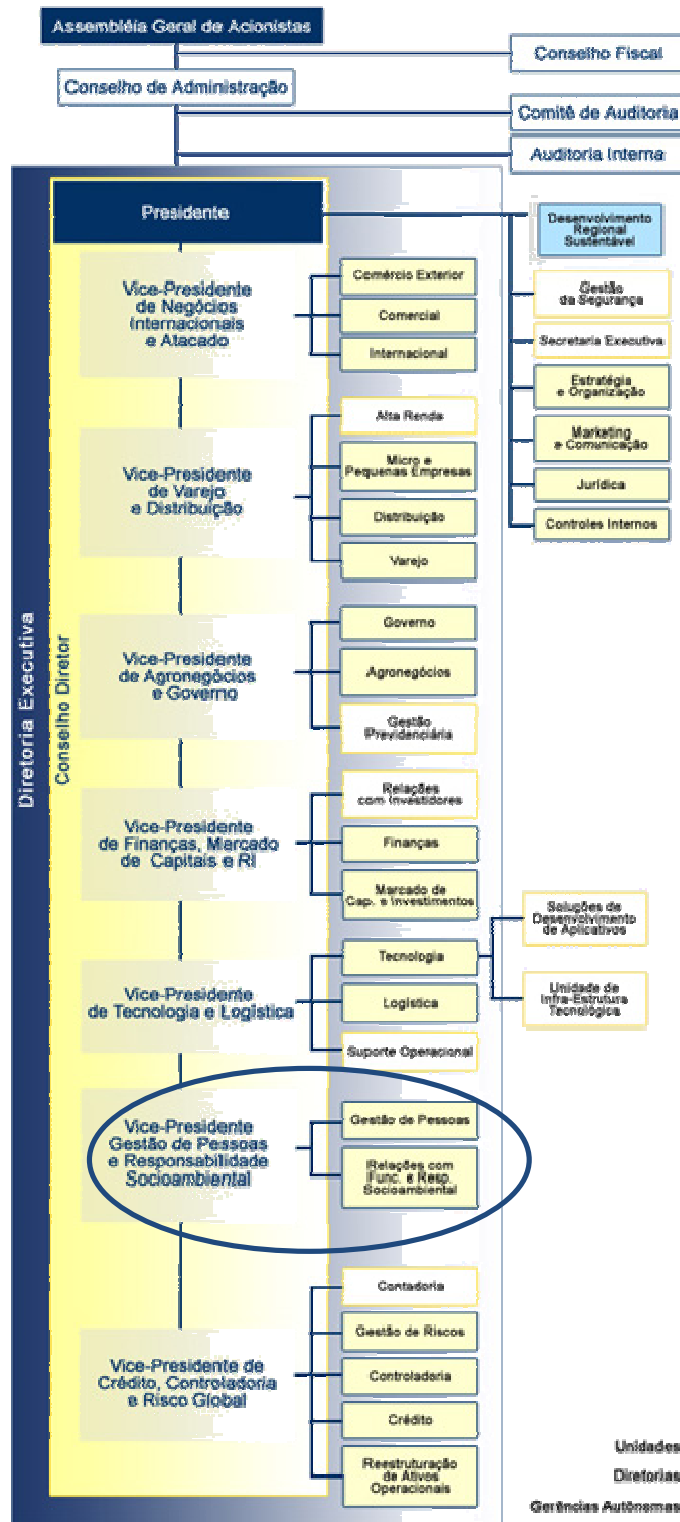 Assembléia Geral de Acionistas
Conselho Fiscal
Conselho de Administração
Comitê de Auditoria
Auditoria Interna
Presidente
Desenvolvimento
Regional
Sustentável
Gestão
da Segurança
Secretaria Executiva
Estratégia
e Organização
Marketing
e Comunicação
Jurídica
Controles Internos
Vice-Presidente
de Negócios
Internacionais
e Atacado
Comércio Exterior
Comercial
Internacional
Vice-Presidente
de Varejo
e Distribuição
Alta Renda
Micro e
Pequenas Empresas
Distribuição
Varejo
Diretoria Executiva
Conselho Diretor
Vice-Presidente
de Agronegócios
e Governo
Governo
Agronegócios
Gestão
Previdenciária
Vice-Presidente
de Finanças, Marcado
de Capitais e RI
Relações
com Investidores
Finanças
Marcado de
Cap. e Investimentos
Vice-Presidente
de Tecnologia e Logística
Tecnologia
Logística
Suporte Operacional
Soluções de
Desenvolvimento
de Aplicativos
Unidade de
Infra-Estrutura
Tecnológica
Vice-Presidente
Gestão de Pessoas
e Responsabilidade
Socioambiental
Gestão de Pessoas
Relações com
Func. e Resp.
Socioambiental
Vice-Presidente de
Crédito, Controladoria
e Risco Global
Contadoria
Gestão de Riscos
Controladoria
Crédito
Reestruturação
de Ativos
Operacionais
Unidades
Diretorias
Gerências Autônomas